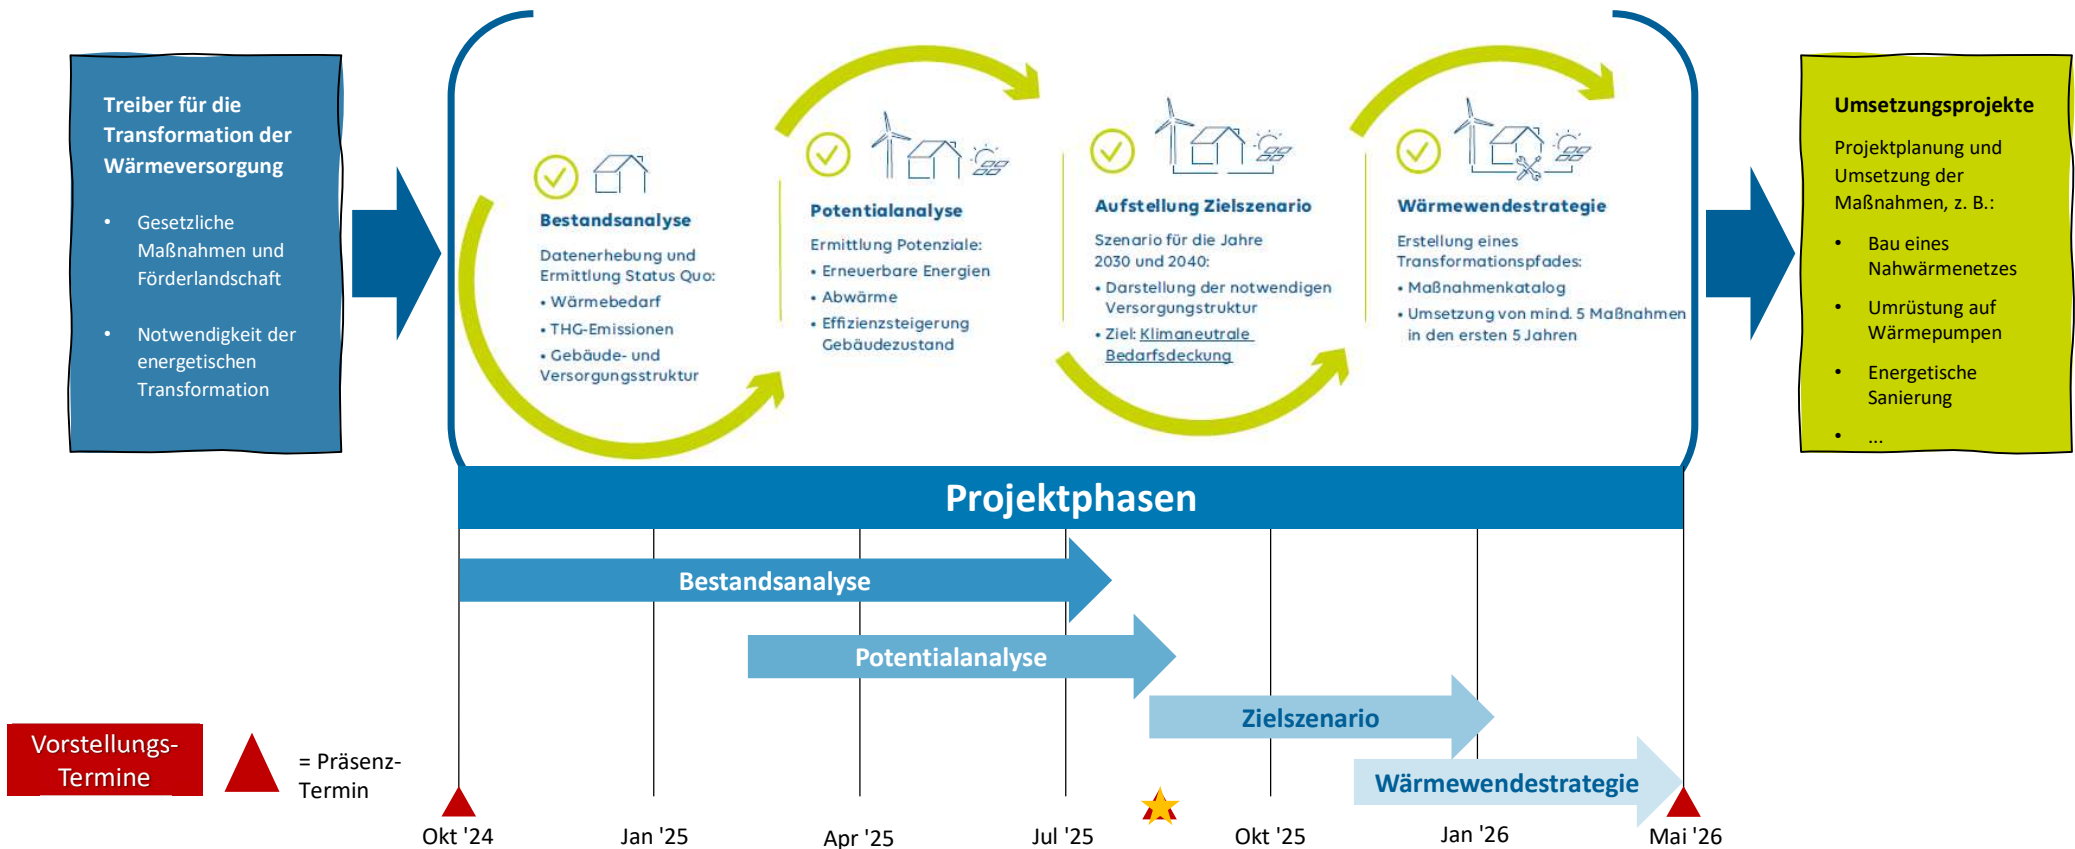 Treiber für die
Transformation der
Wärmeversorgung
• Gesetzliche
Maßnahmen und
Förderlandschaft
• Notwendigkeit der
energetischen
Transformation
Bestandsanalyse
Datenerhebung und
Ermittlung Status Quo:
• Wärmebedarf
• THG-Emissionen
• Gebäude- und
Versorgungsstruktur
Potentialanalyse
Ermittlung Potenziale:
• Erneuerbare Energien
• Abwärme
• Effizienzsteigerung
Gebäudezustand
Aufstellung Zielszenario
Szenario für die Jahre
2030 und 2040:
• Darstellung der notwendigen
Versorgungstruktur
• Ziel: Klimaneutrale
Bedarfsdeckung
Wärmewendestrategie
Erstellung eines
Transformationspfades:
• Maßnahmenkatalog
• Umsetzung von mind. 5 Maßnahmen
in den ersten 5 Jahren
Umsetzungsprojekte
Projektplanung und
Umsetzung der
Maßnahmen, z. B.:
• Bau eines
Nahwärmenetzes
• Umrüstung auf
Wärmepumpen
• Energetische
Sanierung
• ...
Projektphasen
Bestandsanalyse
Potentialanalyse
Zielszenario
Wärmewendestrategie
Vorstellungs-
Termine
= Präsenz-
Termin
Okt '24
Jan '25
Apr '25
Jul '25
Okt '25
Jan '26
Mai '26